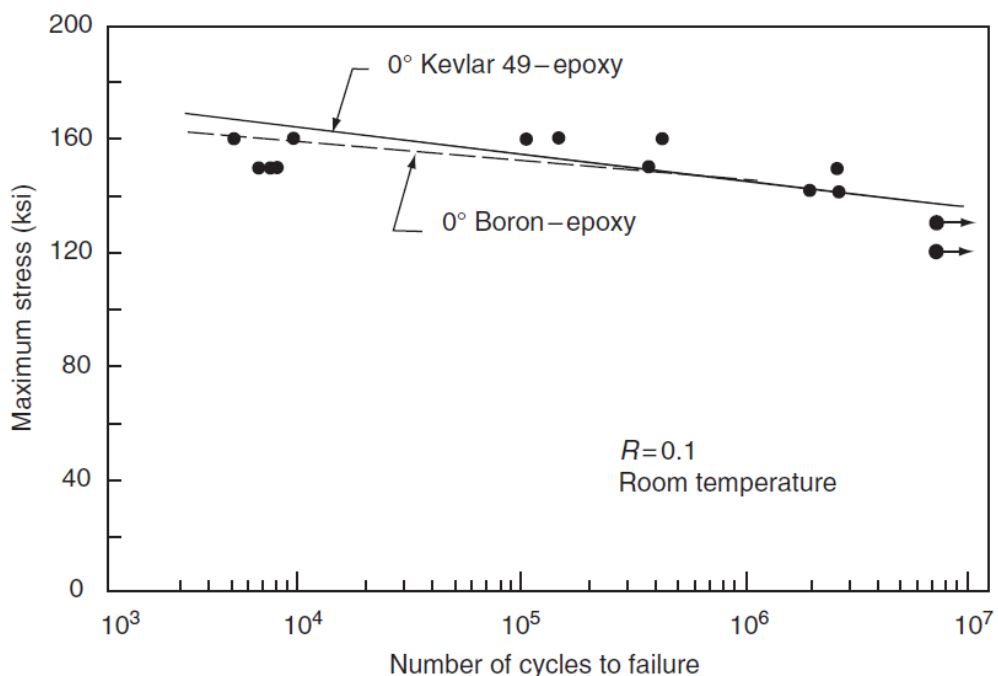 200
160
120
80
40
0
Maximum stress (ksi)
0° Kevlar 49–epoxy
0° Boron–epoxy
R=0.1
Room temperature
10³ 10⁴ 10⁵ 10⁶ 10⁷
Number of cycles to failure